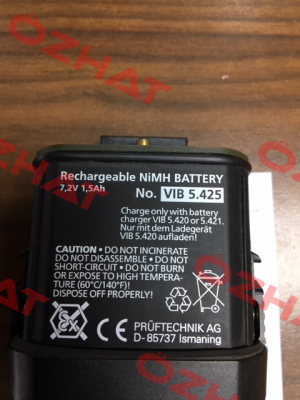 OZHAT
OZHAT
Rechargeable NiMH BATTERY
7,2V 1,5Ah
No. VIB 5.425
Charge only with battery
charger VIB 5.420 or 5.421.
Nur mit dem Ladegerät
VIB 5.420 aufladen!
CAUTION • DO NOT INCINERATE
DO NOT DISASSEMBLE • DO NOT
SHORT-CIRCUIT • DO NOT BURN
OR EXPOSE TO HIGH TEMPERA-
TURE (60°C/140°F)!
DISPOSE OFF PROPERLY!
PRÜFTECHNIK AG
D- 85737 Ismaning
OZHAT
OZHAT